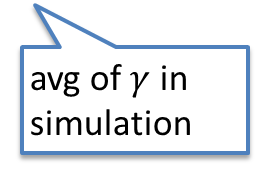 avg of γ in
simulation